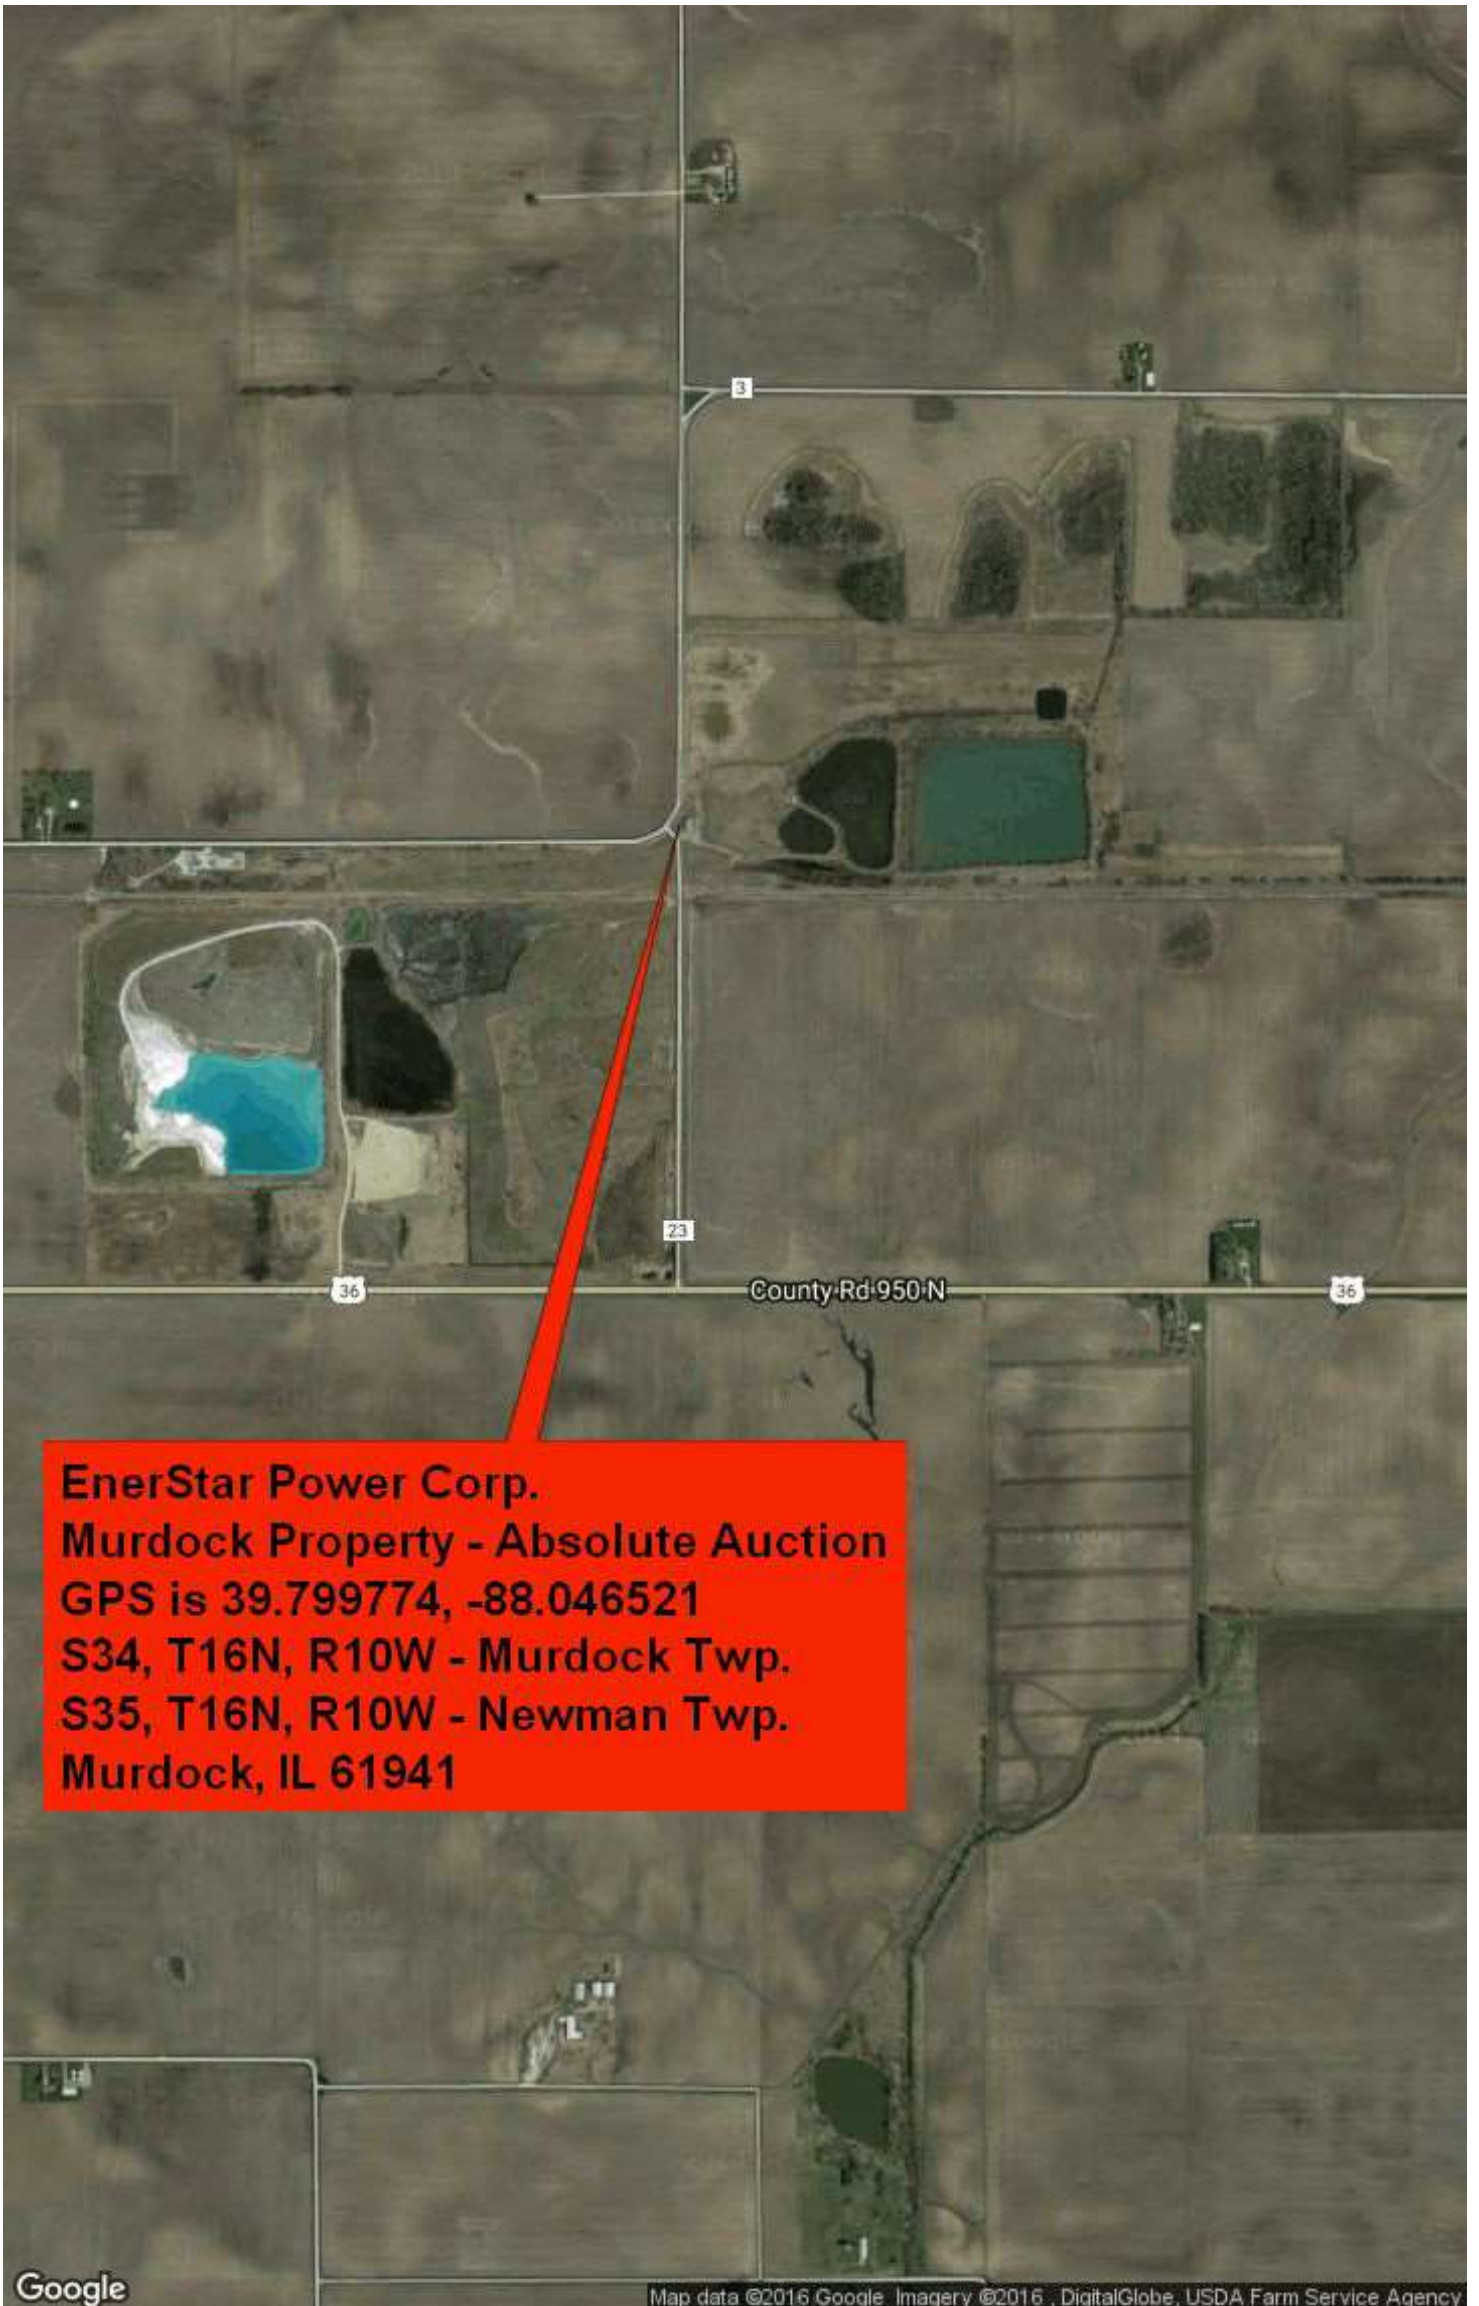 3
23
36
County Rd 950 N
36
EnerStar Power Corp.
Murdock Property - Absolute Auction
GPS is 39.799774, -88.046521
S34, T16N, R10W - Murdock Twp.
S35, T16N, R10W - Newman Twp.
Murdock, IL 61941
Google
Map data ©2016 Google Imagery ©2016 , DigitalGlobe, USDA Farm Service Agency